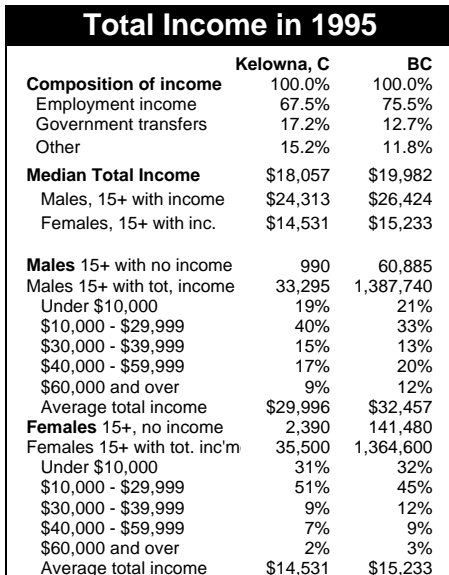 Total Income in 1995
Kelowna, C BC
Composition of income 100.0% 100.0%
Employment income 67.5% 75.5%
Government transfers 17.2% 12.7%
Other 15.2% 11.8%
Median Total Income $18,057 $19,982
Males, 15+ with income $24,313 $26,424
Females, 15+ with inc. $14,531 $15,233
Males 15+ with no income 990 60,885
Males 15+ with tot, income 33,295 1,387,740
Under $10,000 19% 21%
$10,000 - $29,999 40% 33%
$30,000 - $39,999 15% 13%
$40,000 - $59,999 17% 20%
$60,000 and over 9% 12%
Average total income $29,996 $32,457
Females 15+, no income 2,390 141,480
Females 15+ with tot. inc'm 35,500 1,364,600
Under $10,000 31% 32%
$10,000 - $29,999 51% 45%
$30,000 - $39,999 9% 12%
$40,000 - $59,999 7% 9%
$60,000 and over 2% 3%
Average total income $14,531 $15,233